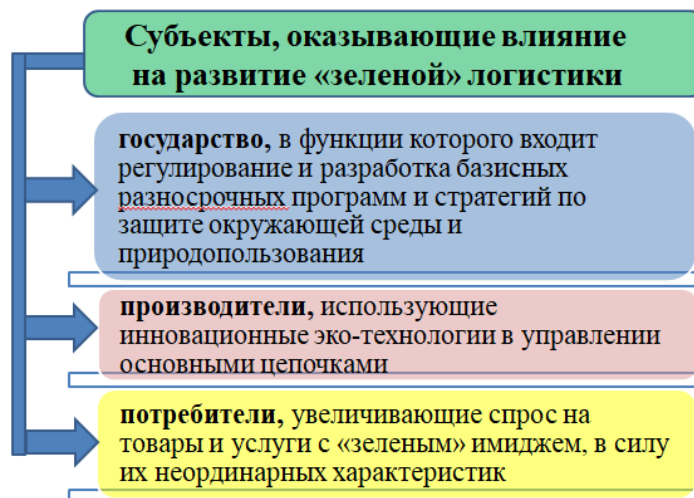 Субъекты, оказывающие влияние
на развитие «зеленой» логистики
государство, в функции которого входит
регулирование и разработка базисных
разносрочных программ и стратегий по
защите окружающей среды и
природопользования
производители, использующие
инновационные эко-технологии в управлении
основными цепочками
потребители, увеличивающие спрос на
товары и услуги с «зеленым» имиджем, в силу
их неординарных характеристик